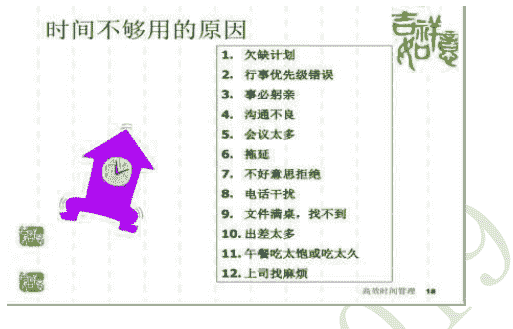 时间不够用的原因
吉祥如意
1. 欠缺计划
2. 行事优先级错误
3. 事必躬亲
4. 沟通不良
5. 会议太多
6. 拖延
7. 不好意思拒绝
8. 电话干扰
9. 文件满桌，找不到
10. 出差太多
11. 午餐吃太饱或吃太久
12. 上司找麻烦
高效时间管理 18